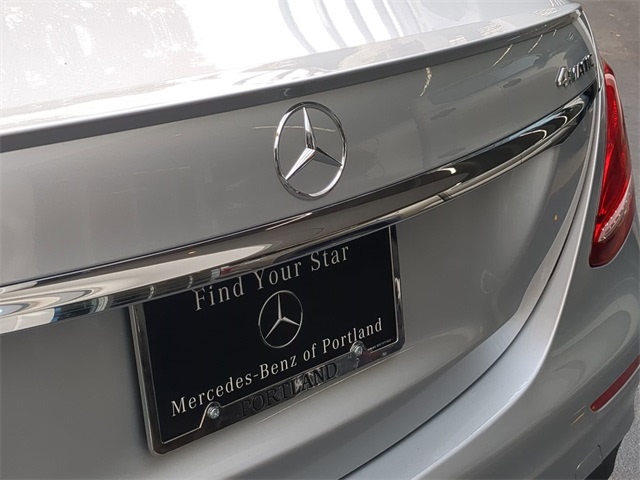 4MATIC
Find Your Star
Mercedes-Benz of Portland
PORTLAND